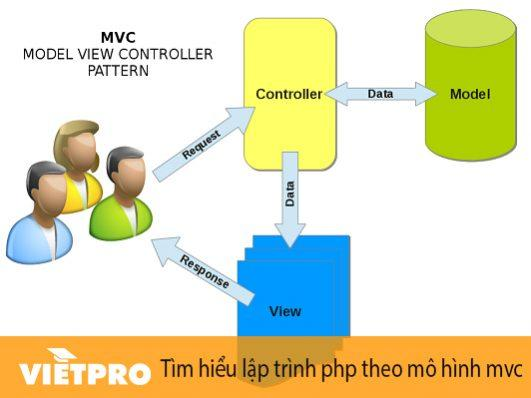 MVC
MODEL VIEW CONTROLLER
PATTERN
Controller
Data
Model
Request
Data
Response
View
VIETPRO
Tìm hiểu lập trình php theo mô hình mvc